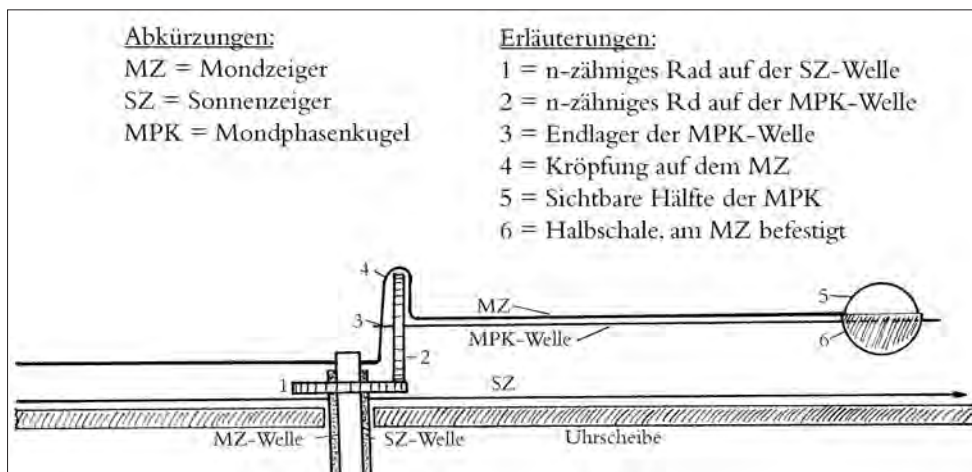 Abkürzungen:
MZ = Mondzeiger
SZ = Sonnenzeiger
MPK = Mondphasenkugel
Erläuterungen:
1 = n-zähniges Rad auf der SZ-Welle
2 = n-zähniges Rd auf der MPK-Welle
3 = Endlager der MPK-Welle
4 = Kröpfung auf dem MZ
5 = Sichtbare Hälfte der MPK
6 = Halbschale, am MZ befestigt
4
MZ
5
3
MPK-Welle
6
2
1
SZ
MZ-Welle
SZ-Welle
Uhrscheibe